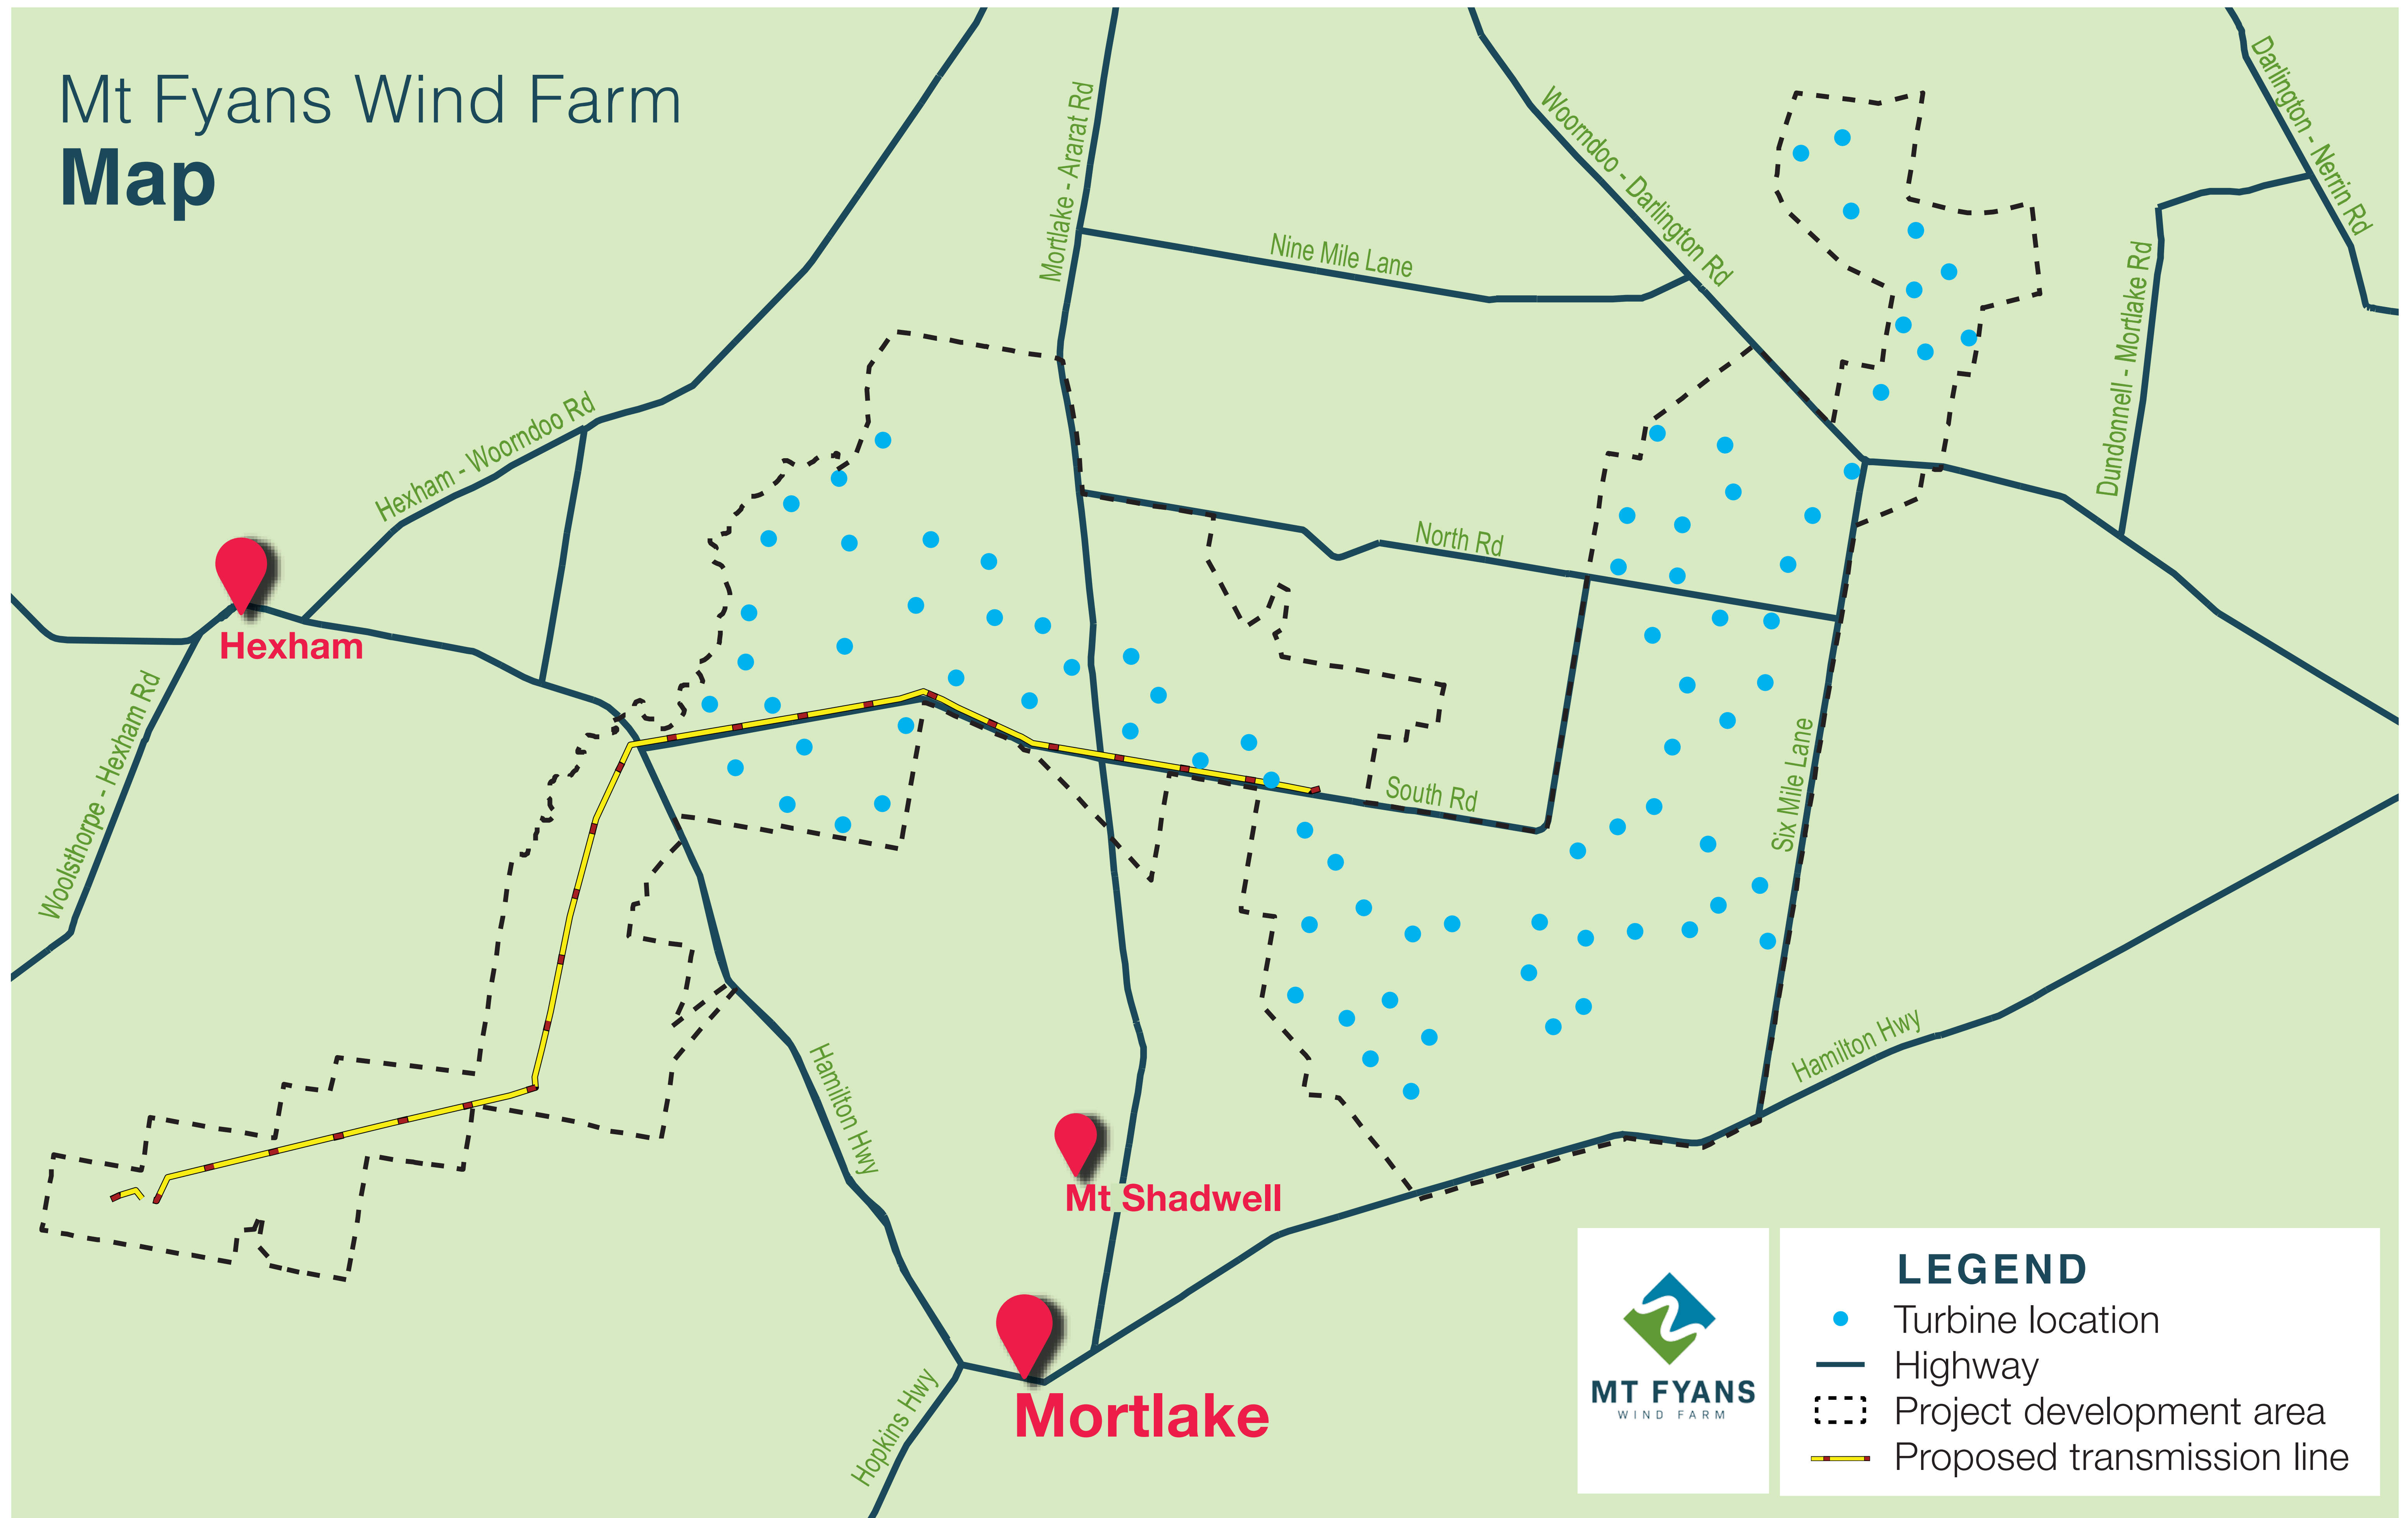 Mt Fyans Wind Farm
Map
Mortlake - Ararat Rd
Woorndoo - Darlington Rd
Darlington - Nerrin Rd
Nine Mile Lane
Dundonnell - Mortlake Rd
Hexham - Woorndoo Rd
North Rd
Hexham
Woolsthorpe - Hexham Rd
South Rd
Six Mile Lane
Hamilton Hwy
Hamilton Hwy
Mt Shadwell
Mortlake
Hopkins Hwy
MT FYANS
WIND FARM
LEGEND
Turbine location
Highway
Project development area
Proposed transmission line